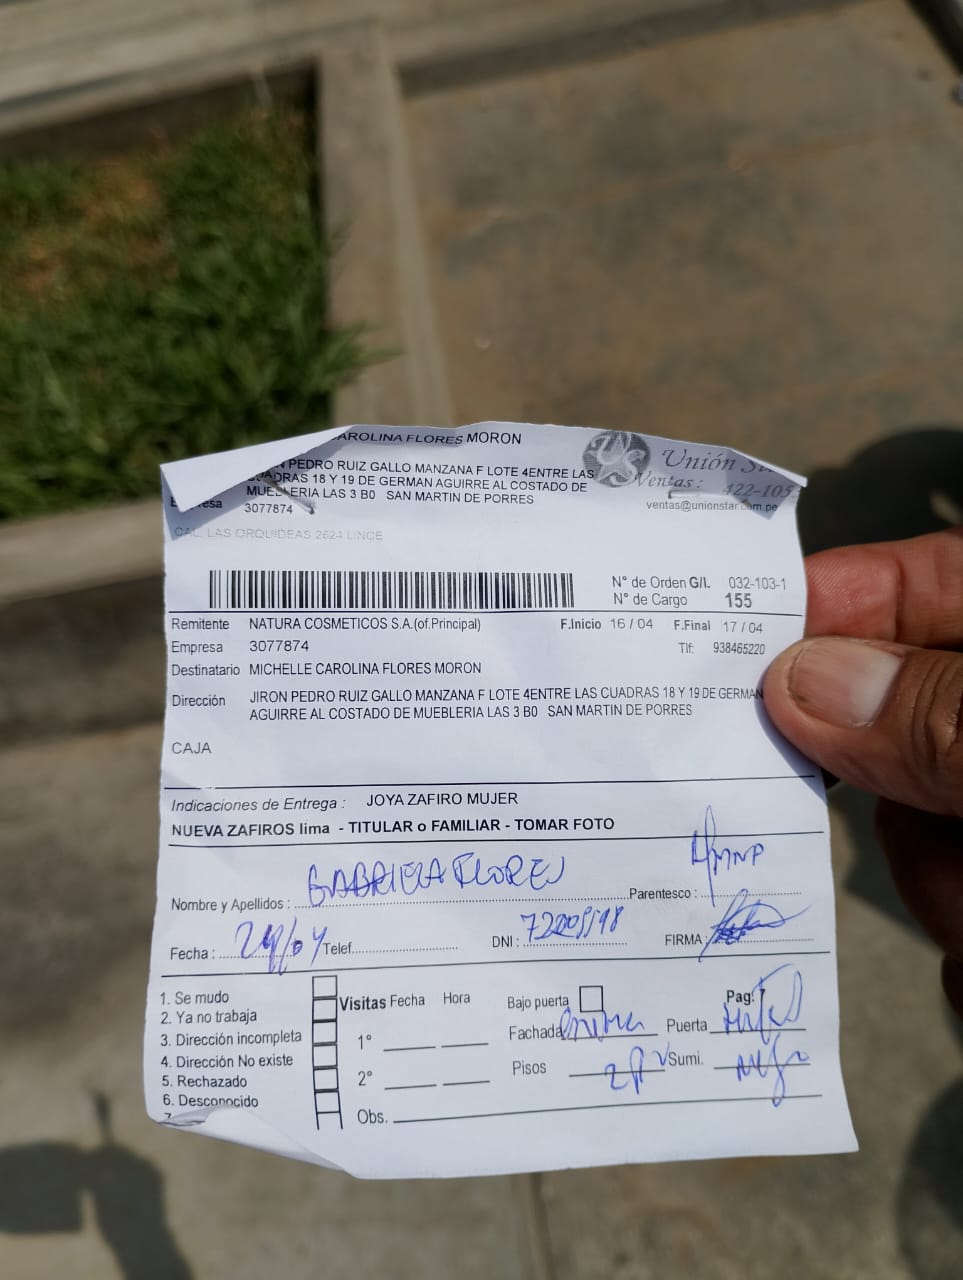 AROLINA FLORES MORON
N PEDRO RUIZ GALLO MANZANA F LOTE 4ENTRE LAS
CUADRAS 18 Y 19 DE GERMAN AGUIRRE AL COSTADO DE
MUEBLERIA LAS 3 B0 SAN MARTIN DE PORRES
3077874
Unión S
Ventas: 422-105
ventas@unionstar.com.pe
CAL. LAS ORQUIDEAS 2624 LINCE
N° de Orden G/I. 032-103-1
N° de Cargo 155
Remitente NATURA COSMETICOS S.A.(of.Principal) F.Inicio 16 / 04 F.Final 17 / 04
Empresa 3077874 Tlf: 938465220
Destinatario MICHELLE CAROLINA FLORES MORON
Dirección JIRON PEDRO RUIZ GALLO MANZANA F LOTE 4ENTRE LAS CUADRAS 18 Y 19 DE GERMAN
AGUIRRE AL COSTADO DE MUEBLERIA LAS 3 B0 SAN MARTIN DE PORRES
CAJA
Indicaciones de Entrega : JOYA ZAFIRO MUJER
NUEVA ZAFIROS lima - TITULAR o FAMILIAR - TOMAR FOTO
Nombre y Apellidos : GABRIELA FLORES Parentesco :
Fecha : Telef. DNI : FIRMA :
1. Se mudo
2. Ya no trabaja
3. Dirección incompleta
4. Dirección No existe
5. Rechazado
6. Desconocido
7.
Visitas Fecha Hora
1°
2°
Obs.
Bajo puerta
Fachada
Pisos
Pag:
Puerta
Sumi.